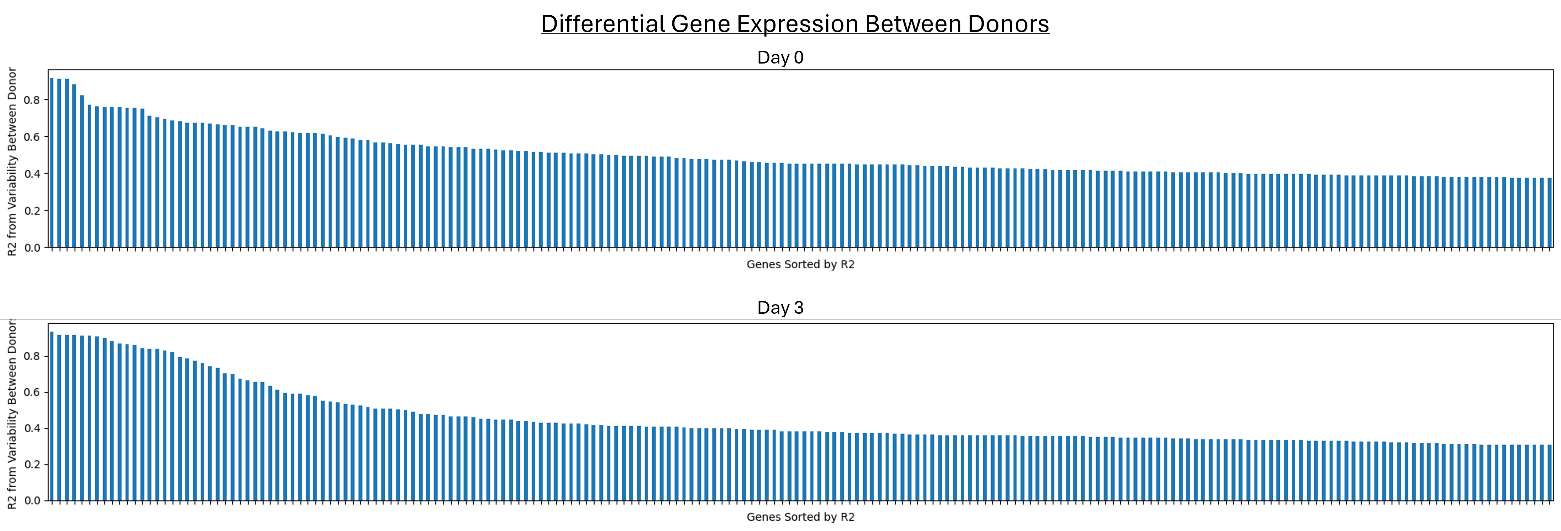 Differential Gene Expression Between Donors
Day 0
R2 from Variability Between Donor
0.8
0.6
0.4
0.2
0.0
Genes Sorted by R2
Day 3
R2 from Variability Between Donors
0.8
0.6
0.4
0.2
0.0
Genes Sorted by R2